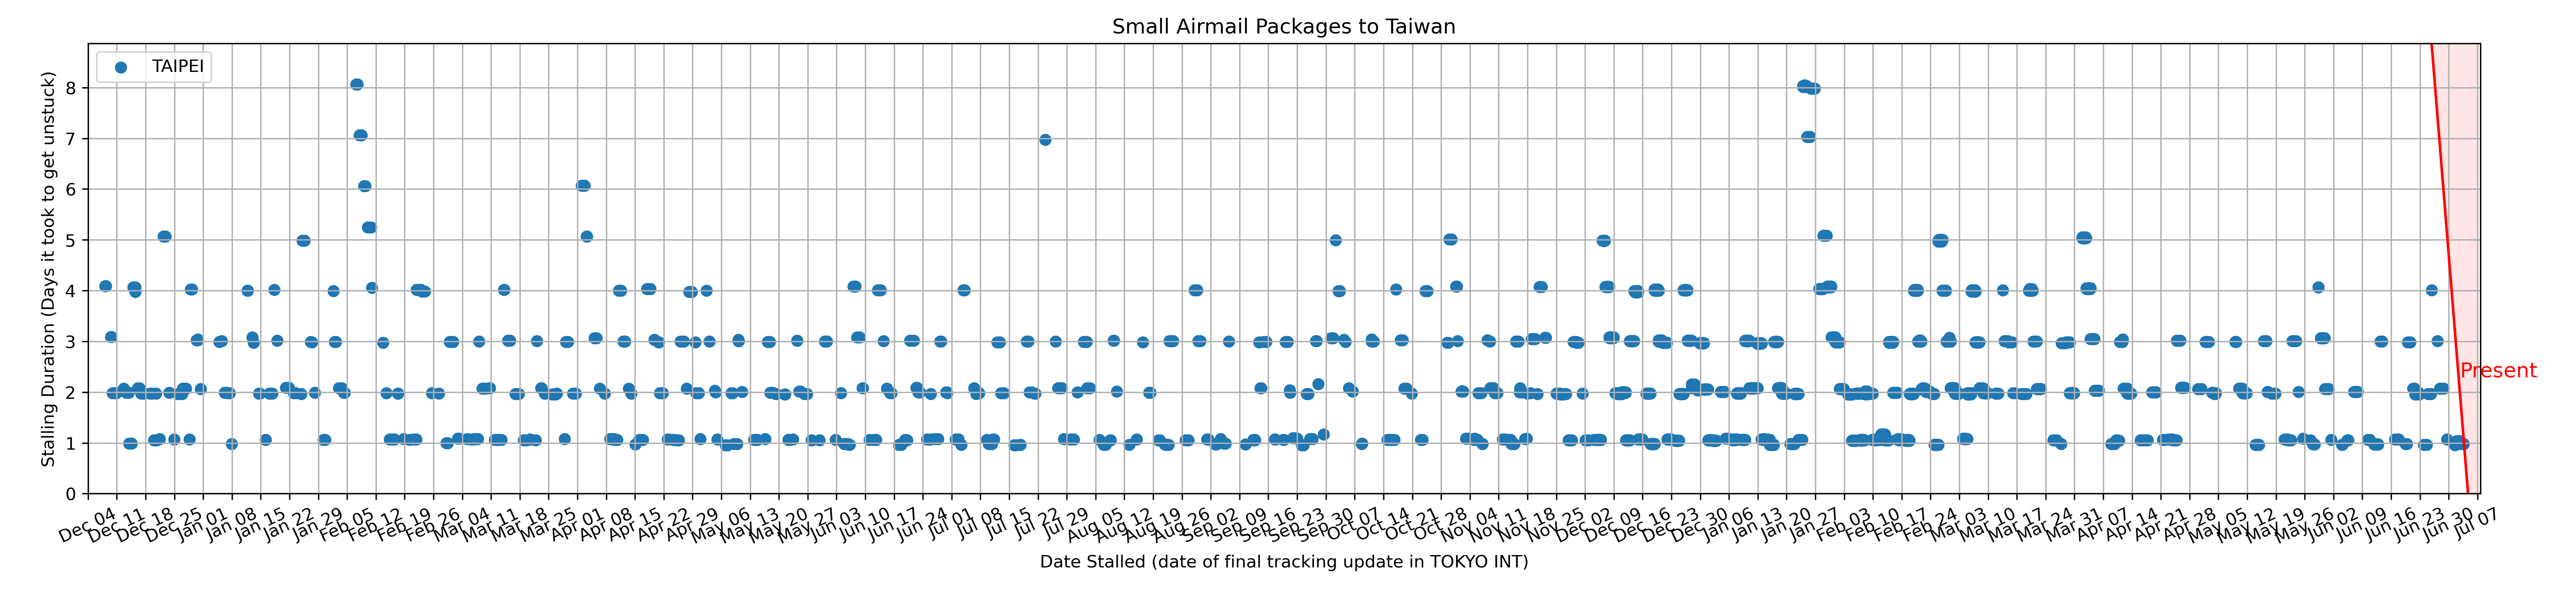 Small Airmail Packages to Taiwan
TAIPEI
Stalling Duration (Days it took to get unstuck)
8
7
6
5
4
3
2
1
0
Present
Dec 04 Dec 11 Dec 18 Dec 25 Jan 01 Jan 08 Jan 15 Jan 22 Jan 29 Feb 05 Feb 12 Feb 19 Feb 26 Mar 04 Mar 11 Mar 18 Mar 25 Apr 01 Apr 08 Apr 15 Apr 22 Apr 29 May 06 May 13 May 20 May 27 Jun 03 Jun 10 Jun 17 Jun 24 Jul 01 Jul 08 Jul 15 Jul 22 Jul 29 Aug 05 Aug 12 Aug 19 Aug 26 Sep 02 Sep 09 Sep 16 Sep 23 Sep 30 Oct 07 Oct 14 Oct 21 Oct 28 Nov 04 Nov 11 Nov 18 Nov 25 Dec 02 Dec 09 Dec 16 Dec 23 Dec 30 Jan 06 Jan 13 Jan 20 Jan 27 Feb 03 Feb 10 Feb 17 Feb 24 Mar 03 Mar 10 Mar 17 Mar 24 Mar 31 Apr 07 Apr 14 Apr 21 Apr 28 May 05 May 12 May 19 May 26 Jun 02 Jun 09 Jun 16 Jun 23 Jun 30 Jul 07
Date Stalled (date of final tracking update in TOKYO INT)